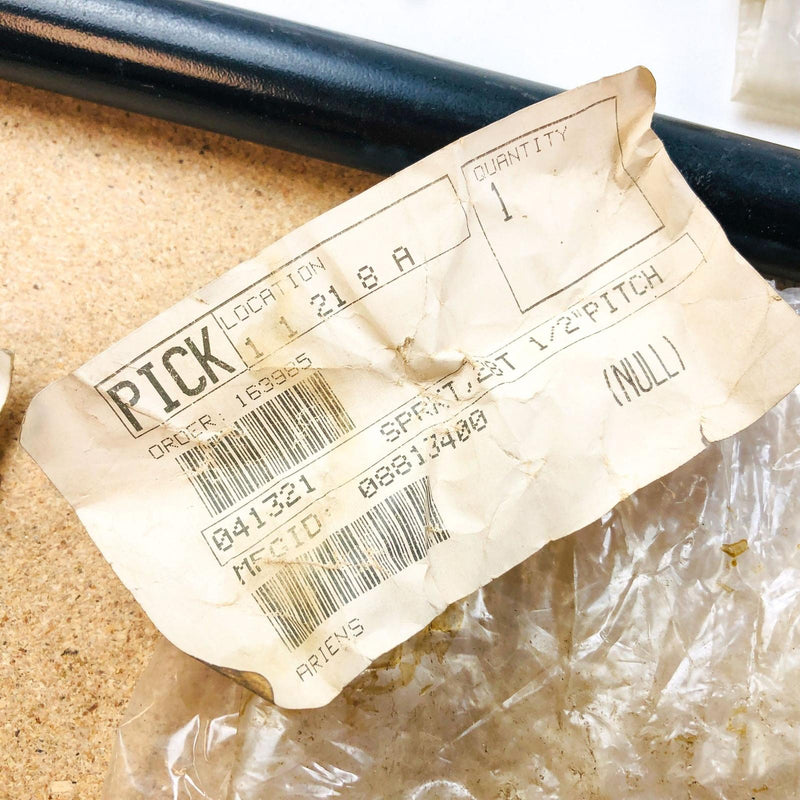 QUANTITY
1
LOCATION
PICK 1 1 21 8 A
ORDER: 163985
041321 SPRKT,28T 1/2"PITCH
MFGID: 08813400 (NULL)
ARIENS